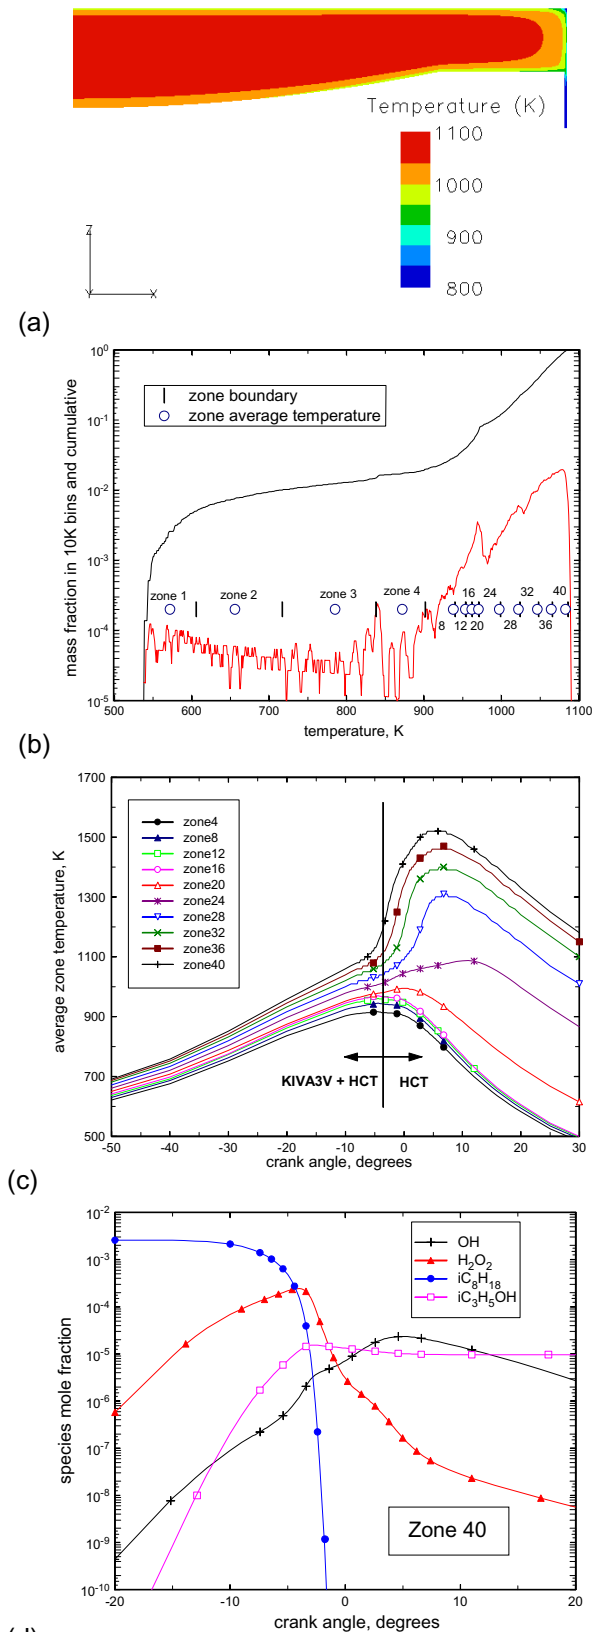 Temperature (K)
1100
1000
900
800
Z
Y
X
(a)
mass fraction in 10K bins and cumulative
10^0
10^-1
10^-2
10^-3
10^-4
10^-5
zone boundary
zone average temperature
zone 1
zone 2
zone 3
zone 4
16
24
32
40
8
12
20
28
36
500
600
700
800
900
1000
1100
temperature, K
(b)
average zone temperature, K
1700
1500
1300
1100
900
700
500
zone4
zone8
zone12
zone16
zone20
zone24
zone28
zone32
zone36
zone40
KIVA3V + HCT
HCT
-50
-40
-30
-20
-10
0
10
20
30
crank angle, degrees
(c)
species mole fraction
10^-2
10^-3
10^-4
10^-5
10^-6
10^-7
10^-8
10^-9
10^-10
OH
H2O2
iC8H18
iC3H5OH
Zone 40
-20
-10
0
10
20
crank angle, degrees